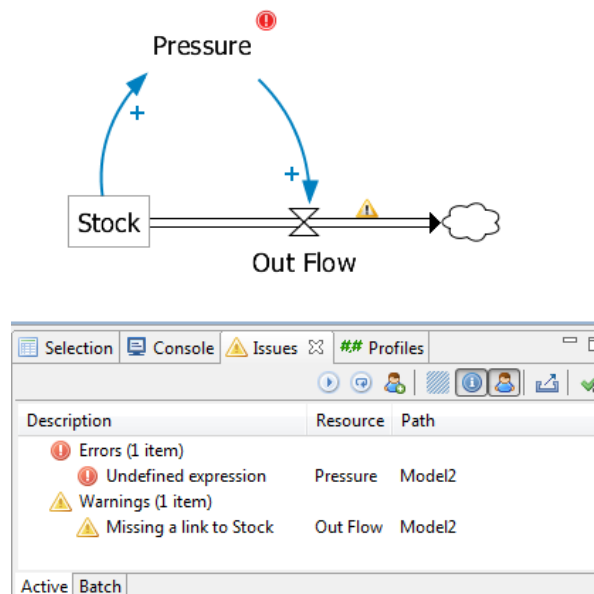 Pressure
+
+
Stock
Out Flow
Selection Console Issues #,# Profiles
Description Resource Path
Errors (1 item)
Undefined expression Pressure Model2
Warnings (1 item)
Missing a link to Stock Out Flow Model2
Active Batch